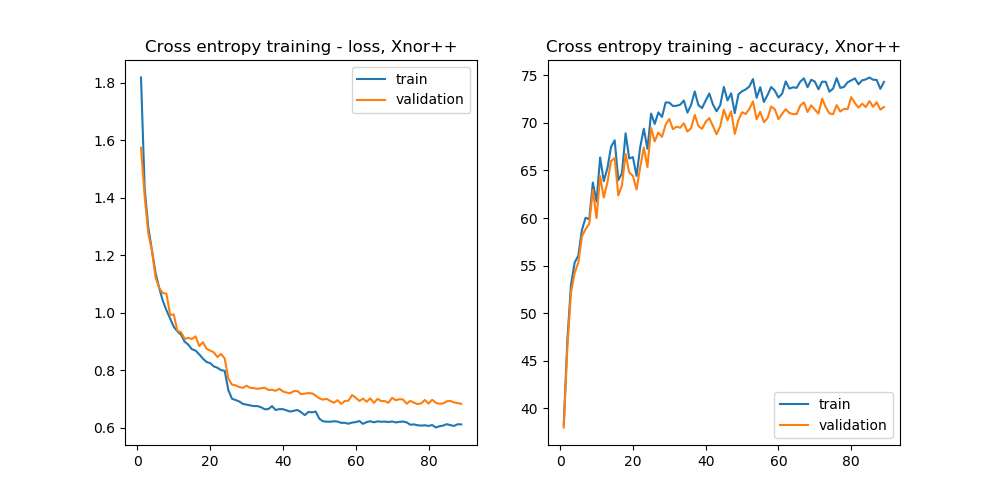 Cross entropy training - loss, Xnor++
train
validation
1.8
1.6
1.4
1.2
1.0
0.8
0.6
0 20 40 60 80
Cross entropy training - accuracy, Xnor++
75
70
65
60
55
50
45
40
train
validation
0 20 40 60 80